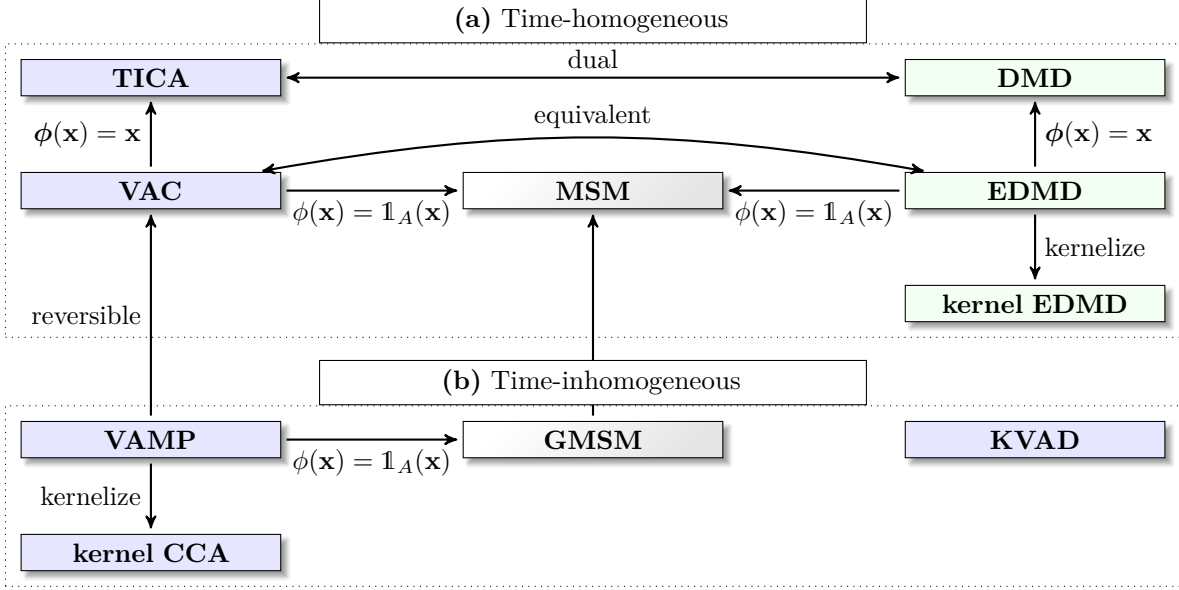 (a) Time-homogeneous
TICA
dual
DMD
ϕ(x) = x
equivalent
ϕ(x) = x
VAC
ϕ(x) = 𝟙_A(x)
MSM
ϕ(x) = 𝟙_A(x)
EDMD
kernelize
kernel EDMD
reversible
(b) Time-inhomogeneous
VAMP
ϕ(x) = 𝟙_A(x)
GMSM
KVAD
kernelize
kernel CCA